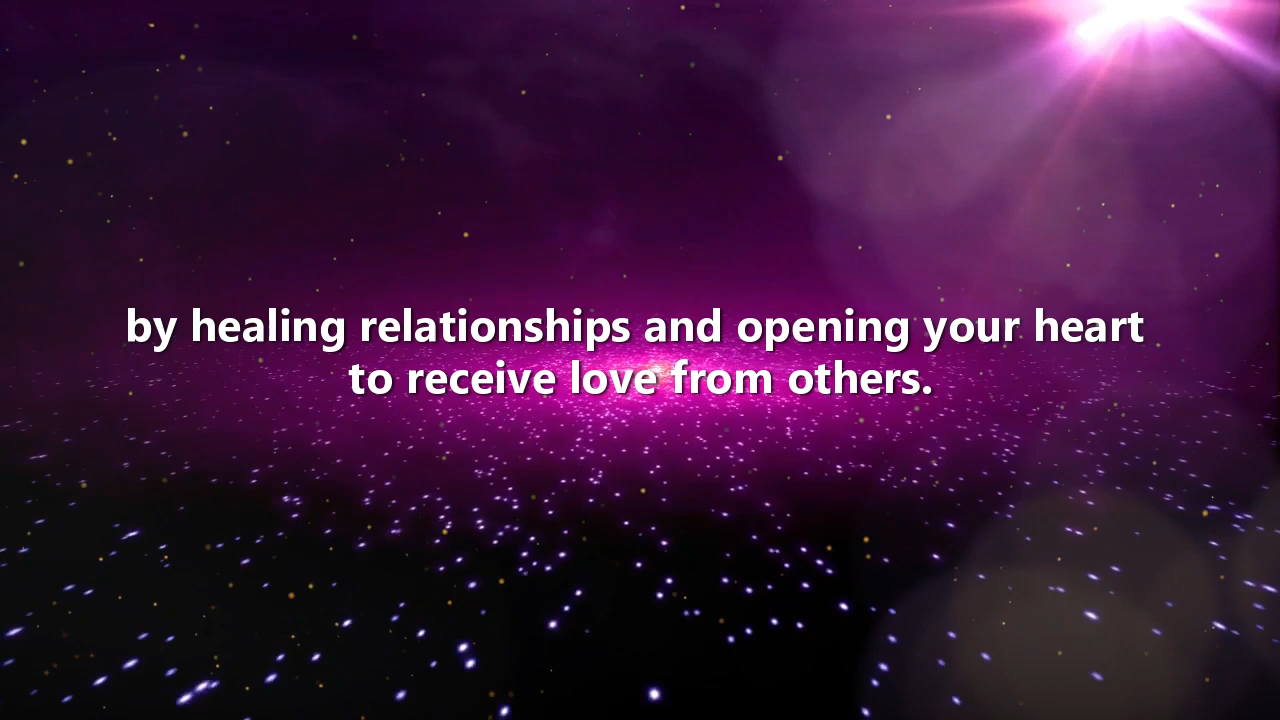 by healing relationships and opening your heart
to receive love from others.